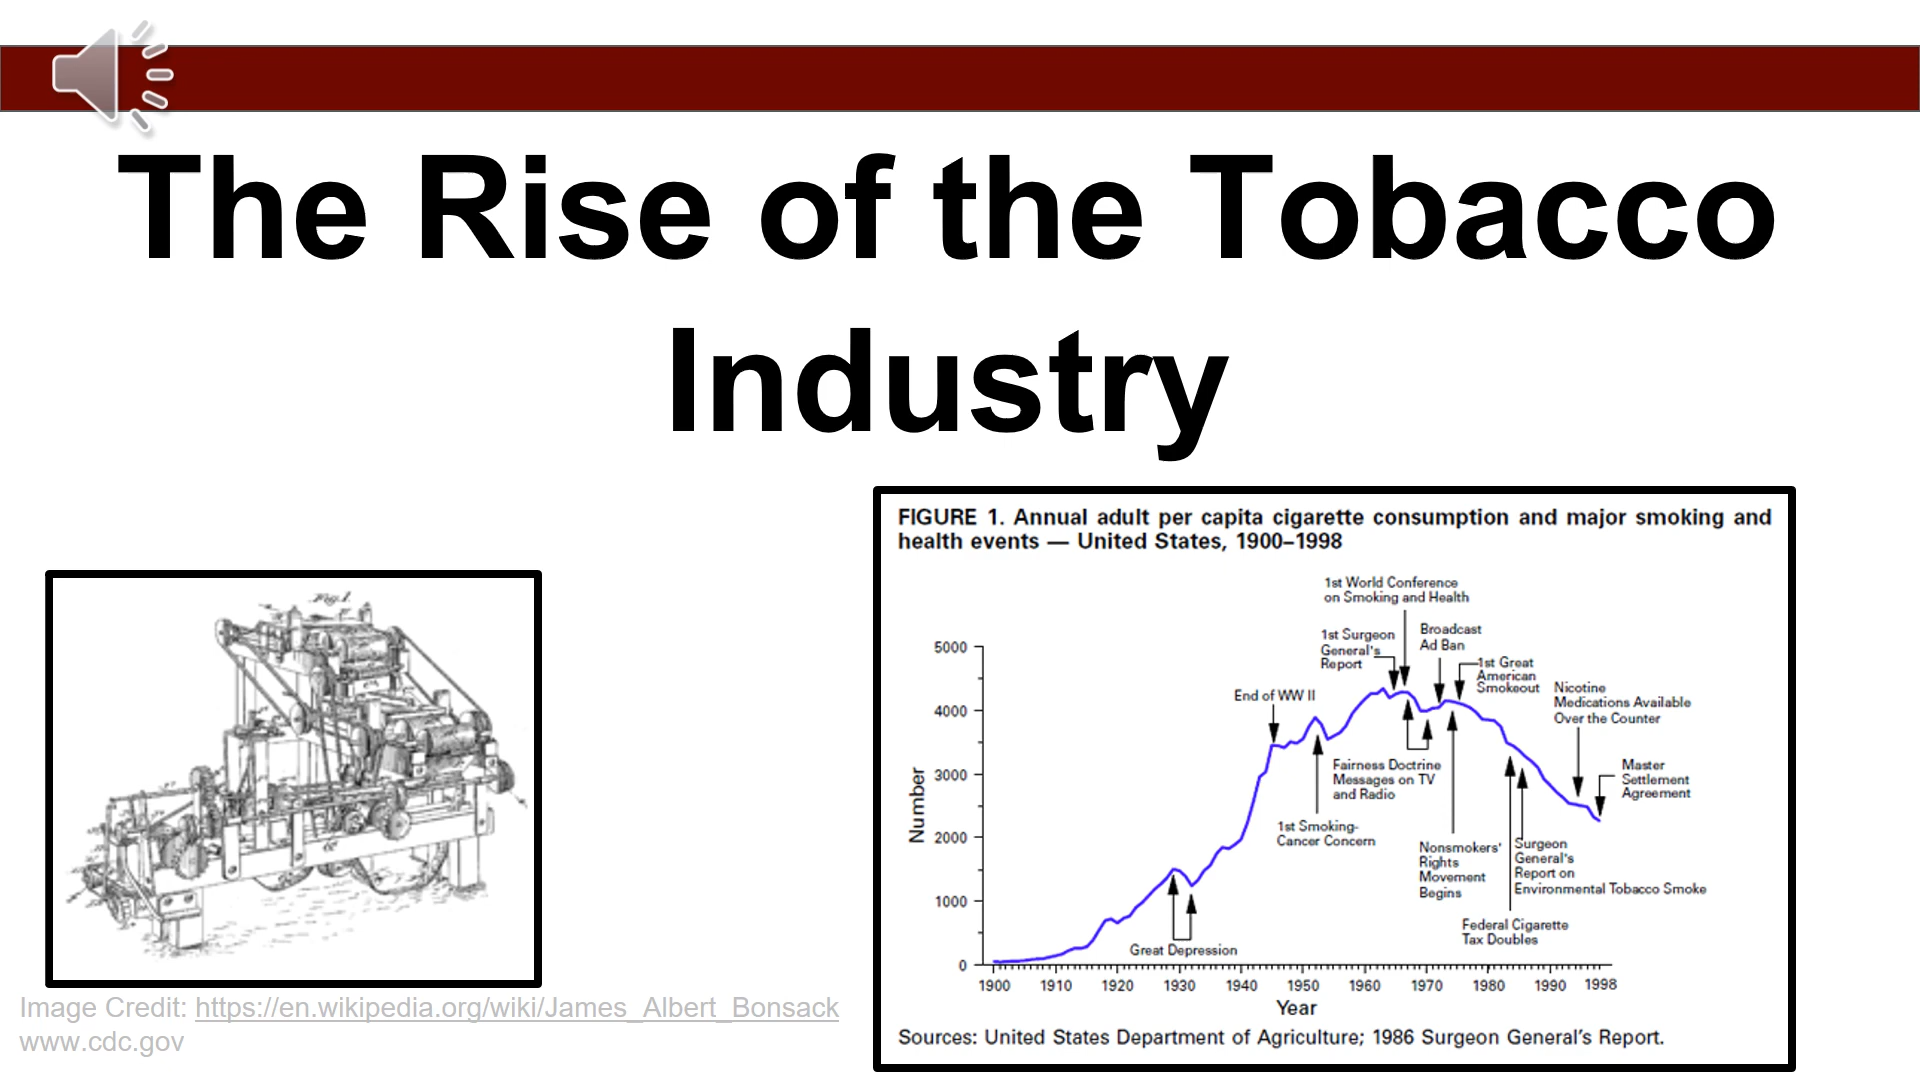 The Rise of the Tobacco
Industry
Fig. 1.
Image Credit: https://en.wikipedia.org/wiki/James_Albert_Bonsack
www.cdc.gov
FIGURE 1. Annual adult per capita cigarette consumption and major smoking and
health events — United States, 1900–1998
1st World Conference
on Smoking and Health
1st Surgeon
General's
Report
Broadcast
Ad Ban
1st Great
American
Smokeout
Nicotine
Medications Available
Over the Counter
End of WW II
Master
Settlement
Agreement
Fairness Doctrine
Messages on TV
and Radio
1st Smoking-
Cancer Concern
Nonsmokers'
Rights
Movement
Begins
Surgeon
General's
Report on
Environmental Tobacco Smoke
Federal Cigarette
Tax Doubles
Great Depression
Number
5000
4000
3000
2000
1000
0
1900 1910 1920 1930 1940 1950 1960 1970 1980 1990 1998
Year
Sources: United States Department of Agriculture; 1986 Surgeon General's Report.